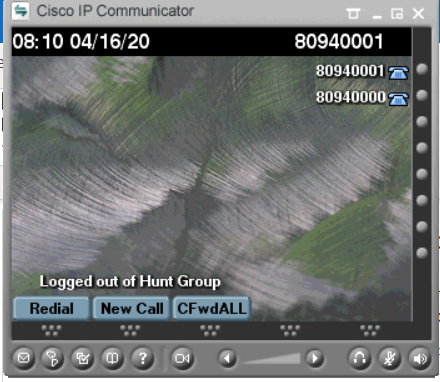 Cisco IP Communicator
08:10 04/16/20 80940001
80940001
80940000
Logged out of Hunt Group
Redial New Call CFwdALL
?